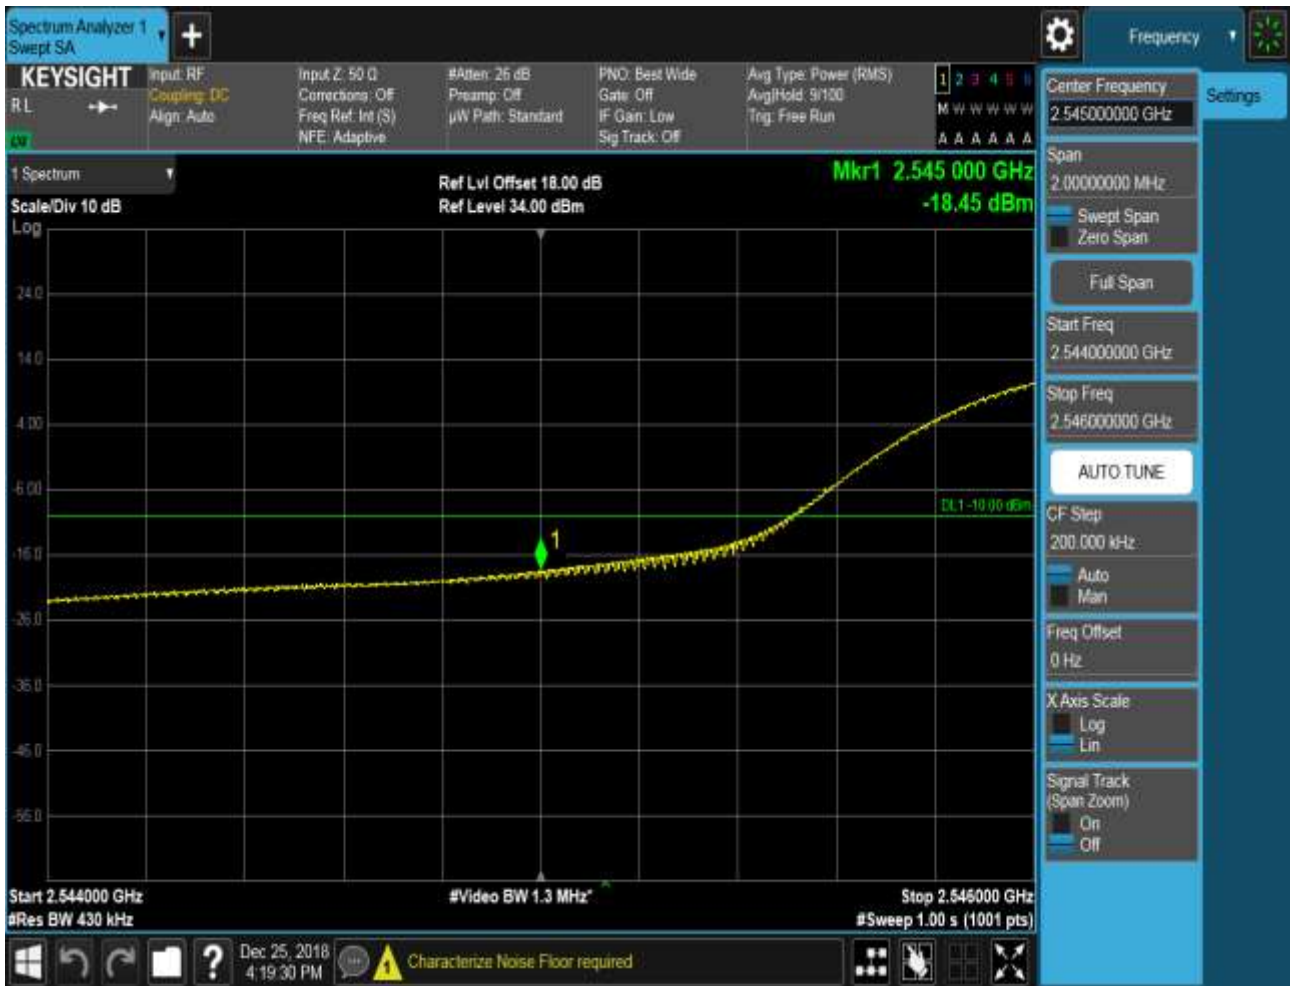 Spectrum Analyzer 1
Swept SA
+
Frequency
KEYSIGHT
RL
Input: RF
Coupling: DC
Align: Auto
Input Z: 50 Ω
Corrections: Off
Freq Ref: Int (S)
NFE: Adaptive
#Atten: 26 dB
Preamp: Off
µW Path: Standard
PNO: Best Wide
Gate: Off
IF Gain: Low
Sig Track: Off
Avg Type: Power (RMS)
Avg|Hold: 9/100
Trig: Free Run
1 2 3 4 5 6
M W W W W W
A A A A A A
1 Spectrum
Scale/Div 10 dB
Log
Ref Lvl Offset 18.00 dB
Ref Level 34.00 dBm
Mkr1 2.545 000 GHz
-18.45 dBm
24.0
14.0
4.00
-6.00
-16.0
-26.0
-36.0
-46.0
-56.0
DL1 -10.00 dBm
1
Start 2.544000 GHz
#Res BW 430 kHz
#Video BW 1.3 MHz*
Stop 2.546000 GHz
#Sweep 1.00 s (1001 pts)
Center Frequency
2.545000000 GHz
Settings
Span
2.00000000 MHz
Swept Span
Zero Span
Full Span
Start Freq
2.544000000 GHz
Stop Freq
2.546000000 GHz
AUTO TUNE
CF Step
200.000 kHz
Auto
Man
Freq Offset
0 Hz
X Axis Scale
Log
Lin
Signal Track
(Span Zoom)
On
Off
?
Dec 25, 2018
4:19:30 PM
1
Characterize Noise Floor required